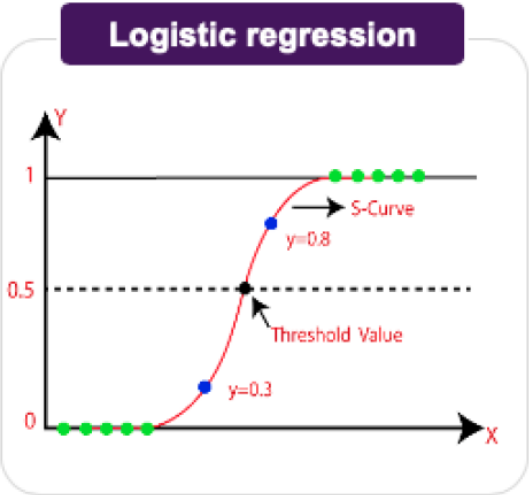 Logistic regression
Y
1
S-Curve
y=0.8
0.5
Threshold Value
y=0.3
0
X